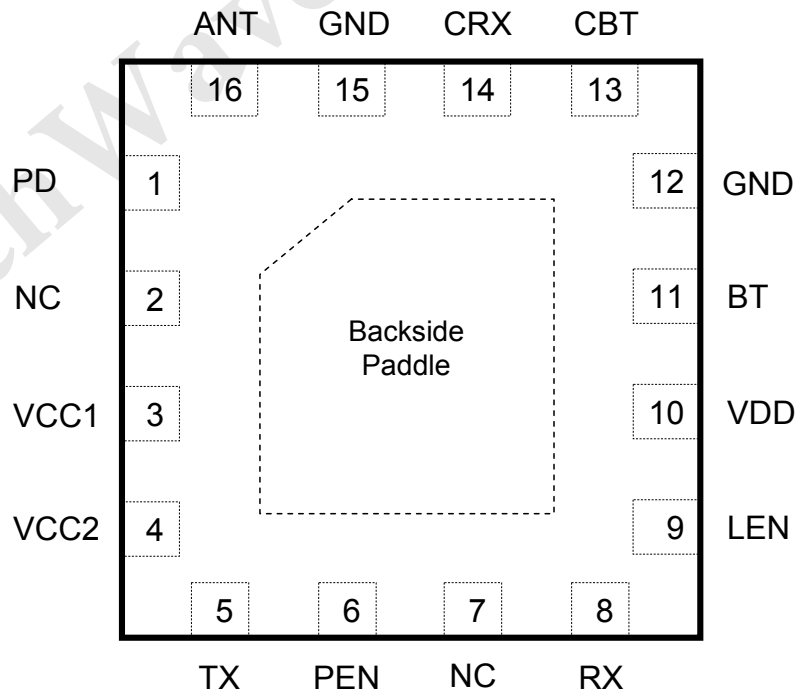 ANT GND CRX CBT
16 15 14 13
PD 1 12 GND
NC 2 11 BT
Backside
Paddle
VCC1 3 10 VDD
VCC2 4 9 LEN
5 6 7 8
TX PEN NC RX